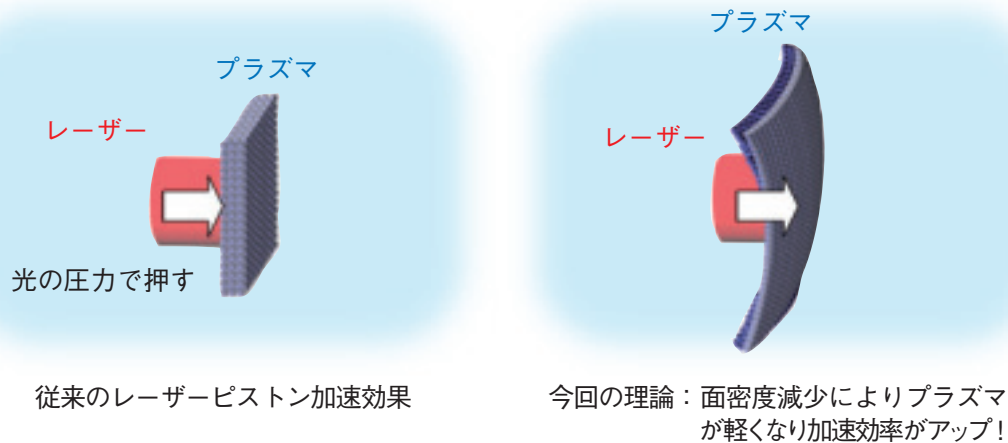 プラズマ
レーザー
光の圧力で押す
従来のレーザーピストン加速効果
プラズマ
レーザー
今回の理論：面密度減少によりプラズマ
が軽くなり加速効率がアップ！